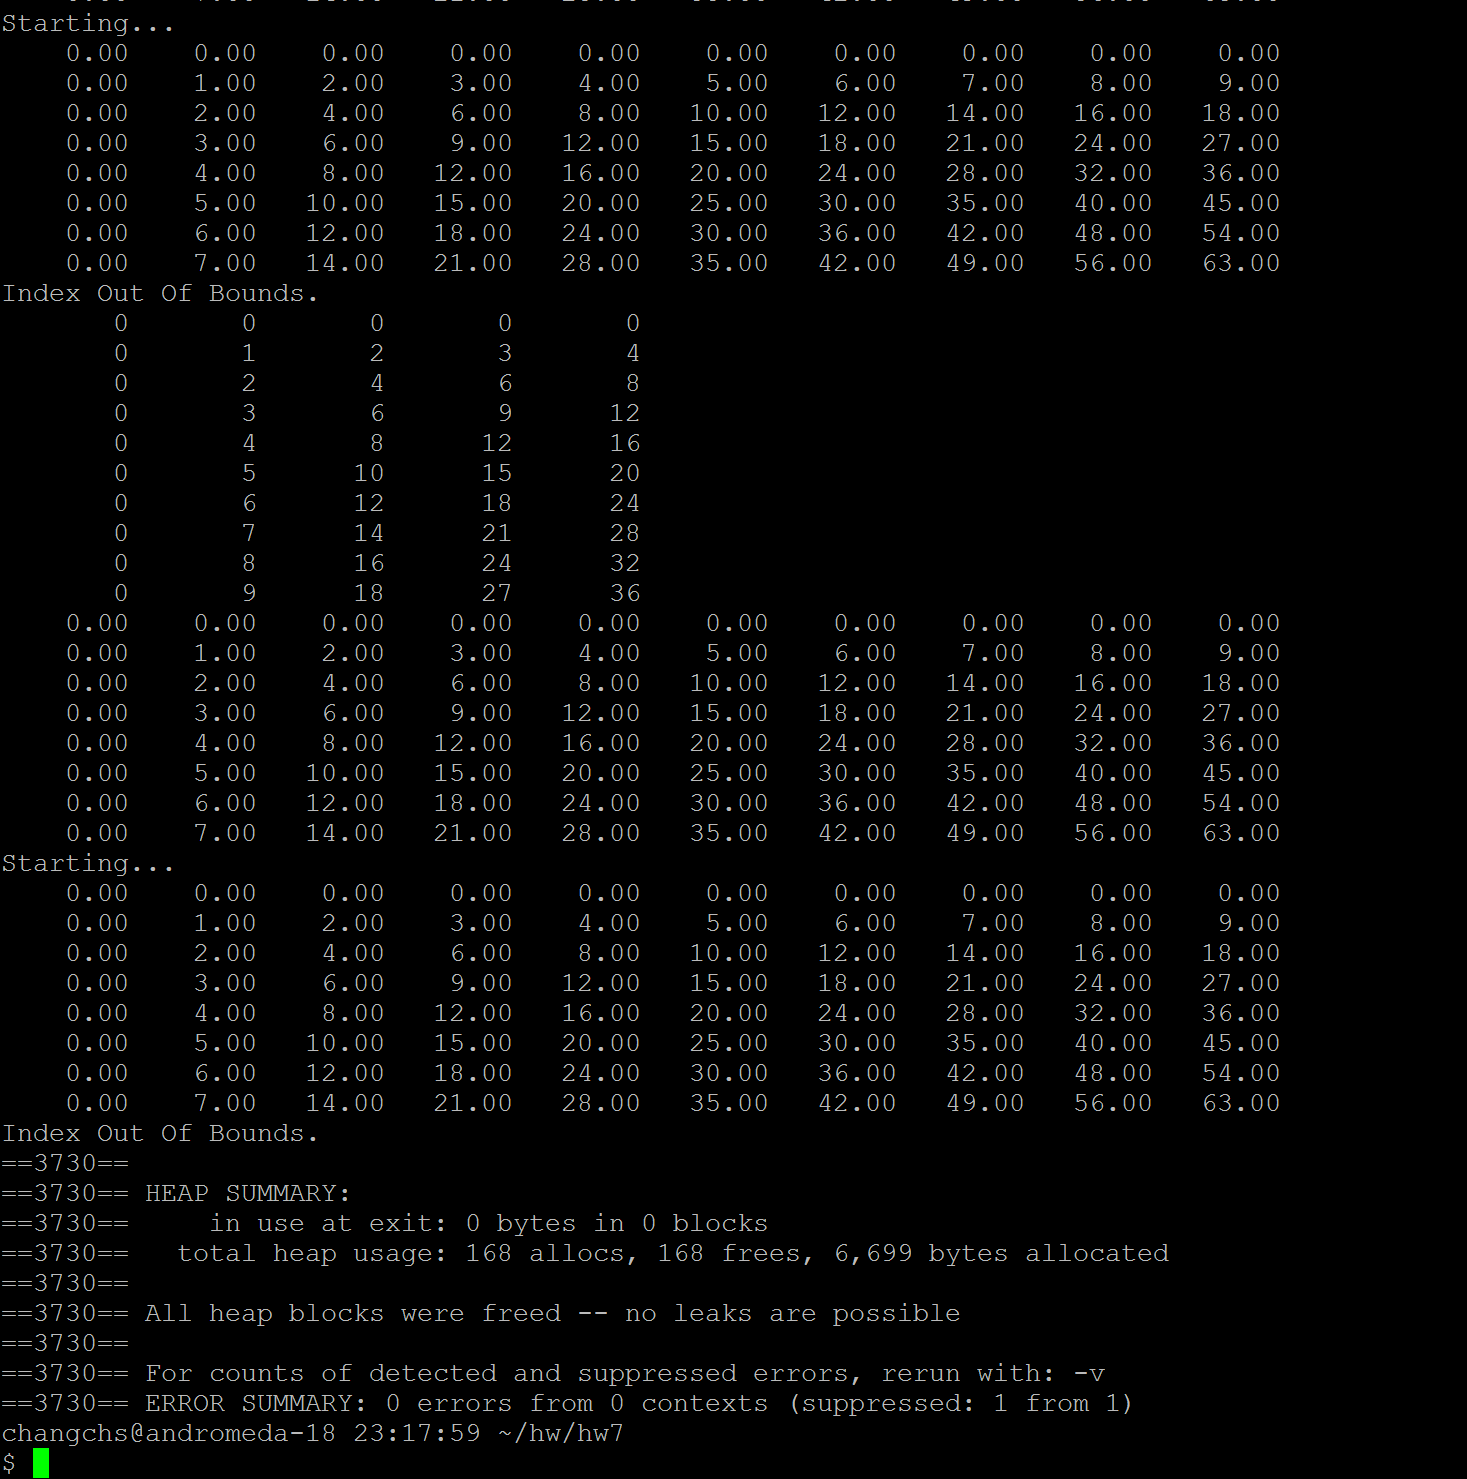 Starting...
0.00 0.00 0.00 0.00 0.00 0.00 0.00 0.00 0.00 0.00
0.00 1.00 2.00 3.00 4.00 5.00 6.00 7.00 8.00 9.00
0.00 2.00 4.00 6.00 8.00 10.00 12.00 14.00 16.00 18.00
0.00 3.00 6.00 9.00 12.00 15.00 18.00 21.00 24.00 27.00
0.00 4.00 8.00 12.00 16.00 20.00 24.00 28.00 32.00 36.00
0.00 5.00 10.00 15.00 20.00 25.00 30.00 35.00 40.00 45.00
0.00 6.00 12.00 18.00 24.00 30.00 36.00 42.00 48.00 54.00
0.00 7.00 14.00 21.00 28.00 35.00 42.00 49.00 56.00 63.00
Index Out Of Bounds.
0 0 0 0 0
0 1 2 3 4
0 2 4 6 8
0 3 6 9 12
0 4 8 12 16
0 5 10 15 20
0 6 12 18 24
0 7 14 21 28
0 8 16 24 32
0 9 18 27 36
0.00 0.00 0.00 0.00 0.00 0.00 0.00 0.00 0.00 0.00
0.00 1.00 2.00 3.00 4.00 5.00 6.00 7.00 8.00 9.00
0.00 2.00 4.00 6.00 8.00 10.00 12.00 14.00 16.00 18.00
0.00 3.00 6.00 9.00 12.00 15.00 18.00 21.00 24.00 27.00
0.00 4.00 8.00 12.00 16.00 20.00 24.00 28.00 32.00 36.00
0.00 5.00 10.00 15.00 20.00 25.00 30.00 35.00 40.00 45.00
0.00 6.00 12.00 18.00 24.00 30.00 36.00 42.00 48.00 54.00
0.00 7.00 14.00 21.00 28.00 35.00 42.00 49.00 56.00 63.00
Starting...
0.00 0.00 0.00 0.00 0.00 0.00 0.00 0.00 0.00 0.00
0.00 1.00 2.00 3.00 4.00 5.00 6.00 7.00 8.00 9.00
0.00 2.00 4.00 6.00 8.00 10.00 12.00 14.00 16.00 18.00
0.00 3.00 6.00 9.00 12.00 15.00 18.00 21.00 24.00 27.00
0.00 4.00 8.00 12.00 16.00 20.00 24.00 28.00 32.00 36.00
0.00 5.00 10.00 15.00 20.00 25.00 30.00 35.00 40.00 45.00
0.00 6.00 12.00 18.00 24.00 30.00 36.00 42.00 48.00 54.00
0.00 7.00 14.00 21.00 28.00 35.00 42.00 49.00 56.00 63.00
Index Out Of Bounds.
==3730==
==3730== HEAP SUMMARY:
==3730==     in use at exit: 0 bytes in 0 blocks
==3730==   total heap usage: 168 allocs, 168 frees, 6,699 bytes allocated
==3730==
==3730== All heap blocks were freed -- no leaks are possible
==3730==
==3730== For counts of detected and suppressed errors, rerun with: -v
==3730== ERROR SUMMARY: 0 errors from 0 contexts (suppressed: 1 from 1)
changchs@andromeda-18 23:17:59 ~/hw/hw7
$